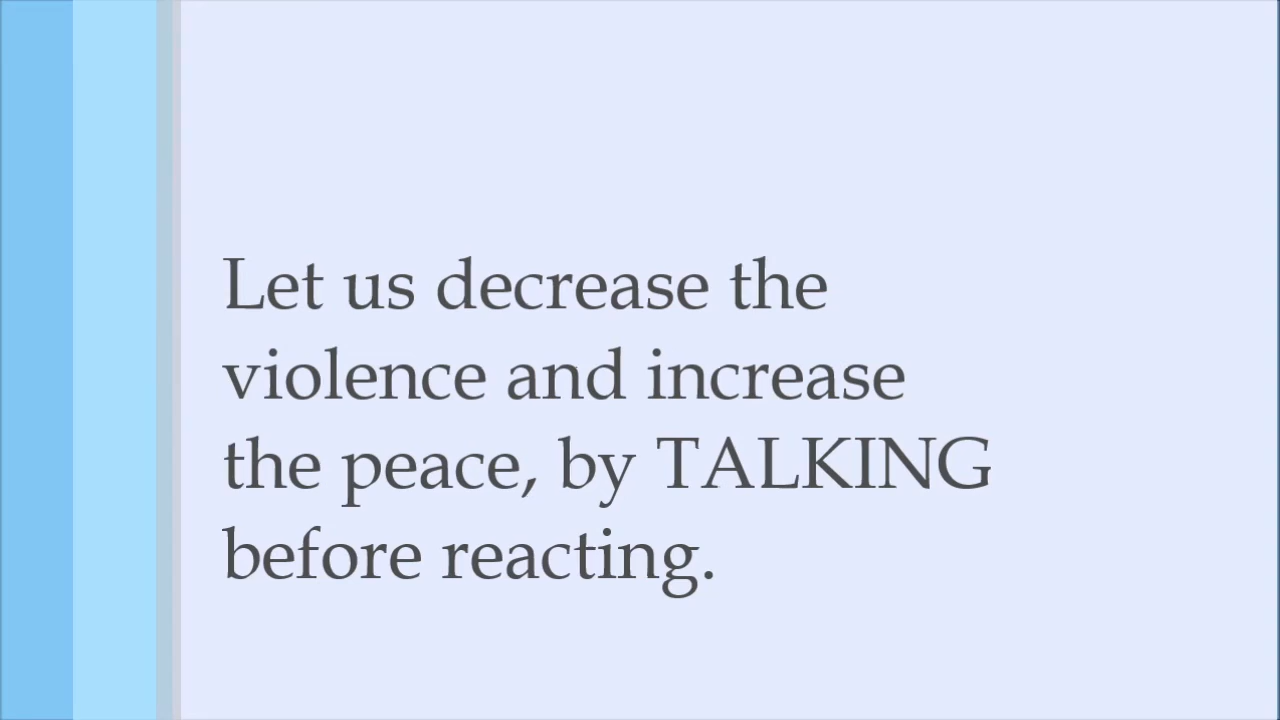 Let us decrease the
violence and increase
the peace, by TALKING
before reacting.